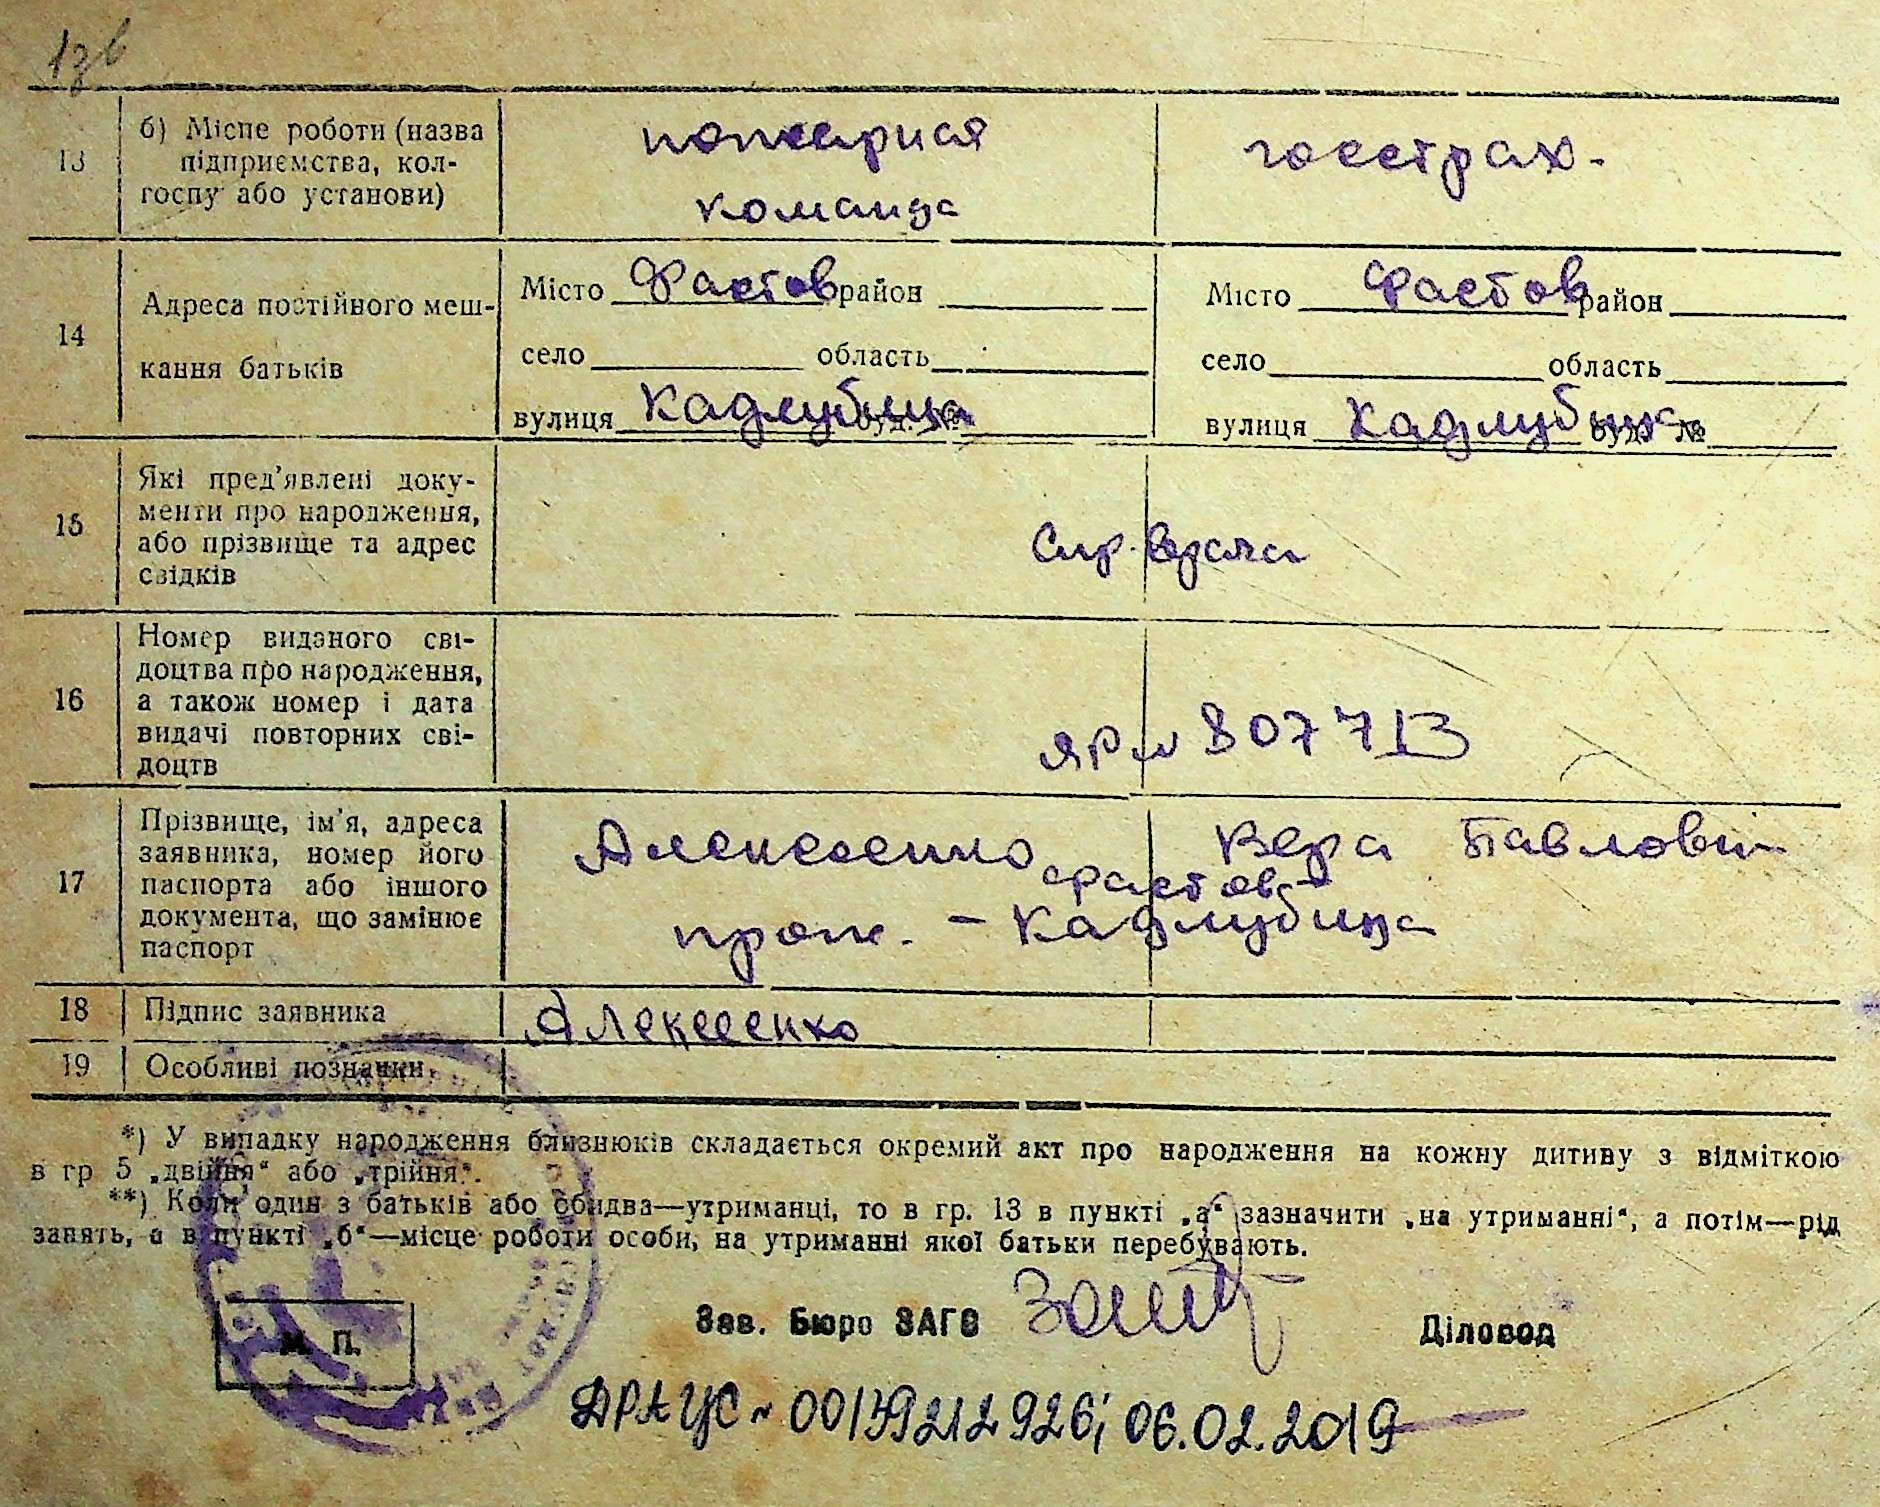 13в
13
б) Місце роботи (назва
підприємства, кол-
госпу або установи)
пожарная
команда
госстрах.
14
Адреса постійного меш-
кання батьків
Місто Фастов район
село область
вулиця Кадлубица буд. №
Місто Фастов район
село область
вулиця Кадлубица буд. №
15
Які пред'явлені доку-
менти про народження,
або прізвище та адрес
свідків
Спр. врача
16
Номер виданого сві-
доцтва про народження,
а також номер і дата
видачі повторних сві-
доцтв
ЯР № 807713
17
Прізвище, ім'я, адреса
заявника, номер його
паспорта або іншого
документа, що замінює
паспорт
Алексеенко Вера Павловн
Фастов
прож. – Кадлубица
18
Підпис заявника
Алексеенко
19
Особливі позначки.
*) У випадку народження близнюків складається окремий акт про народження на кожну дитину з відміткою
в гр 5 „двійня“ або „трійня“.
**) Коли один з батьків або обидва—утриманці, то в гр. 13 в пункті „а“ зазначити „на утриманні“, а потім—рід
занять, а в пункті „б“—місце роботи особи, на утриманні якої батьки перебувають.
Зав. Бюро ЗАГС
Діловод
М. П.
ДРАЦС № 00139212926; 06.02.2019